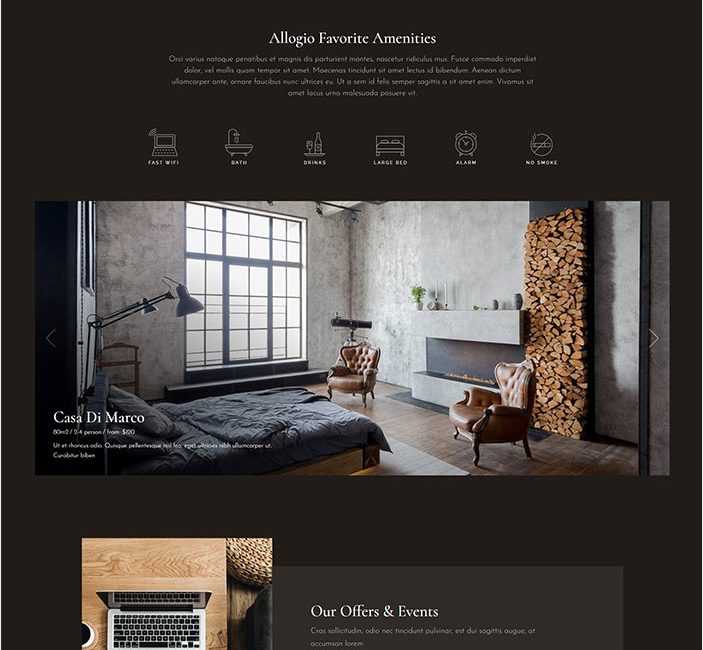 Allogio Favorite Amenities
Orci varius natoque penatibus et magnis dis parturient montes, nascetur ridiculus mus. Fusce commodo imperdiet
dolor, vel mollis quam tempor sit amet. Maecenas tincidunt sit amet lectus id bibendum. Aenean dictum
ullamcorper ante, ornare faucibus nunc ultrices eu. Ut a sem id felis semper sagittis a sit amet enim. Vivamus sit
amet lacus urna malesuada posuere vit.
FAST WIFI
BATH
DRINKS
LARGE BED
ALARM
NO SMOKE
Casa Di Marco
80m2 / 2-4 person / from $120
Ut et rhoncus odio. Quisque pellentesque nisl leo, eget ultricies nibh ullamcorper ut.
Curabitur biben
Our Offers & Events
Cras sollicitudin, odio nec tincidunt pulvinar, est dui sagittis augue, at
accumsan lorem.